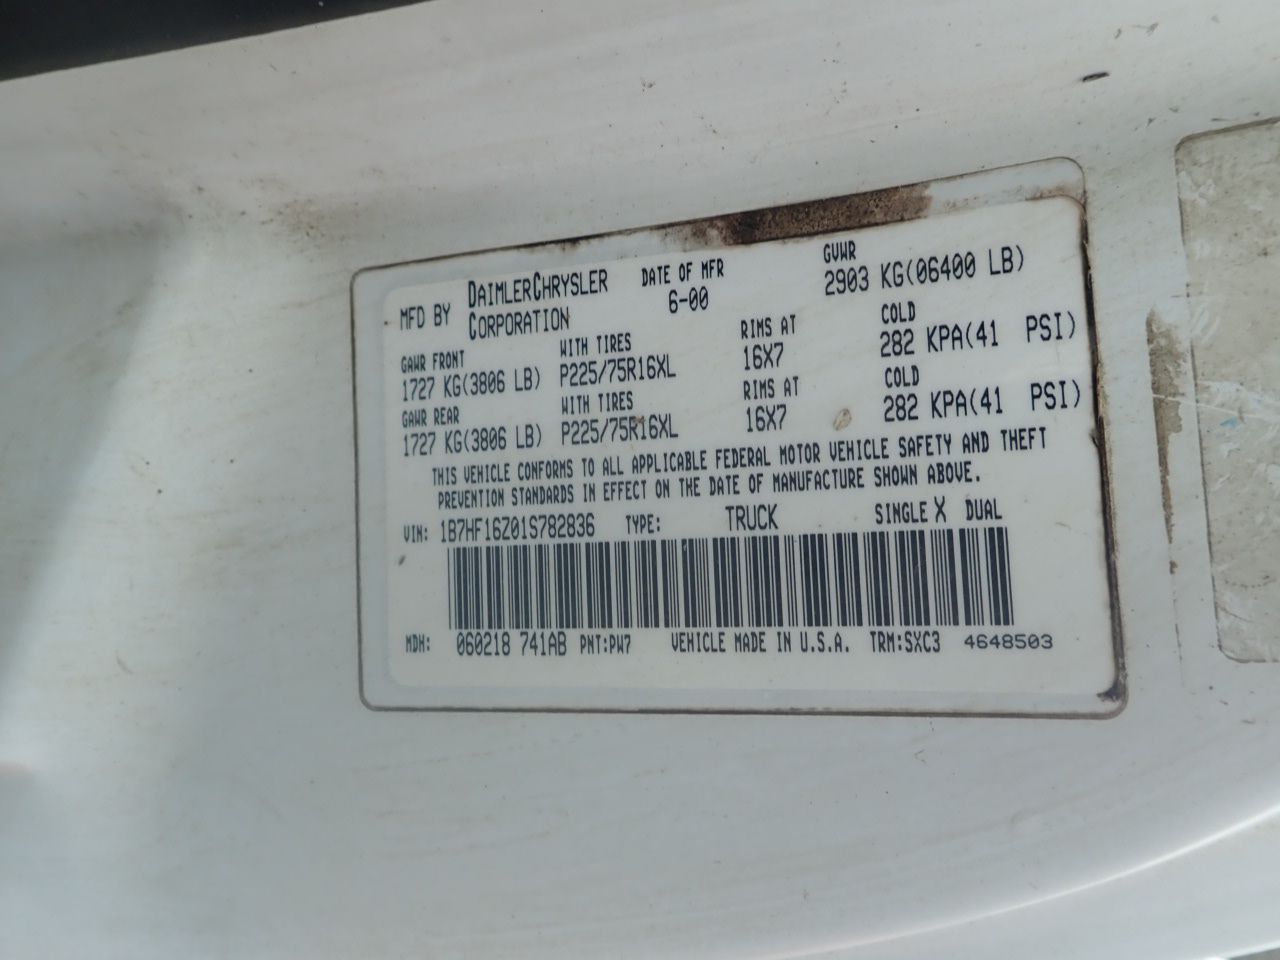 MFD BY DAIMLERCHRYSLER CORPORATION DATE OF MFR 6-00 GVWR 2903 KG(06400 LB)
GAWR FRONT WITH TIRES RIMS AT COLD
1727 KG(3806 LB) P225/75R16XL 16X7 282 KPA(41 PSI)
GAWR REAR WITH TIRES RIMS AT COLD
1727 KG(3806 LB) P225/75R16XL 16X7 282 KPA(41 PSI)
THIS VEHICLE CONFORMS TO ALL APPLICABLE FEDERAL MOTOR VEHICLE SAFETY AND THEFT
PREVENTION STANDARDS IN EFFECT ON THE DATE OF MANUFACTURE SHOWN ABOVE.
VIN: 1B7HF16Z01S782836 TYPE: TRUCK SINGLE X DUAL
MDH: 060218 741AB PNT:PW7 VEHICLE MADE IN U.S.A. TRM:SXC3 4648503